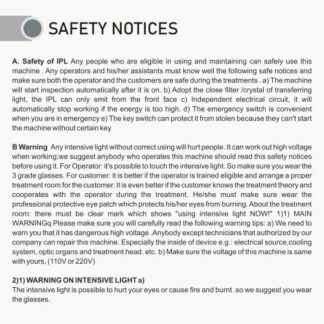 SAFETY NOTICES
A. Safety of IPL Any people who are eligible in using and maintaining can safely use this
machine . Any operators and his/her assistants must know well the following safe notices and
make sure both the operator and the customers are safe during the treatments . a) The machine
will start inspection automatically after it is on. b) Adopt the close filter /crystal of transferring
light, the IPL can only emit from the front face c) Independent electrical circuit, it will
automatically stop working if the energy is too high. d) The emergency switch is convenient
when you are in emergency e) The key switch can protect it from stolen because they can't start
the machine without certain key
B Warning Any intensive light without correct using will hurt people. It can work out high voltage
when working;we suggest anybody who operates this machine should read this safety notices
before using it. For Operator: it's possible to touch the intensive light. So make sure you wear the
3 grade glasses. For customer: it is better if the operator is trained eligible and arrange a proper
treatment room for the customer. It is even better if the customer knows the treatment theory and
cooperates with the operator during the treatment. He/she must make sure wear the
professional protective eye patch which protects his/her eyes from burning. About the treatment
room: there must be clear mark which shows "using intensive light NOW!" 1)1) MAIN
WARNINGq Please make sure you will carefully read the following warning tips: a) We need to
warn you that it has dangerous high voltage .Anybody except technicians that authorized by our
company can repair this machine. Especially the inside of device e.g.: electrical source,cooling
system, optic organs and treatment head. etc. b) Make sure the voltage of this machine is same
with yours, (110V or 220V)
2)1) WARNING ON INTENSIVE LIGHT a)
The intensive light is possible to hurt your eyes or cause fire and burnt .so we suggest you wear
the glasses.